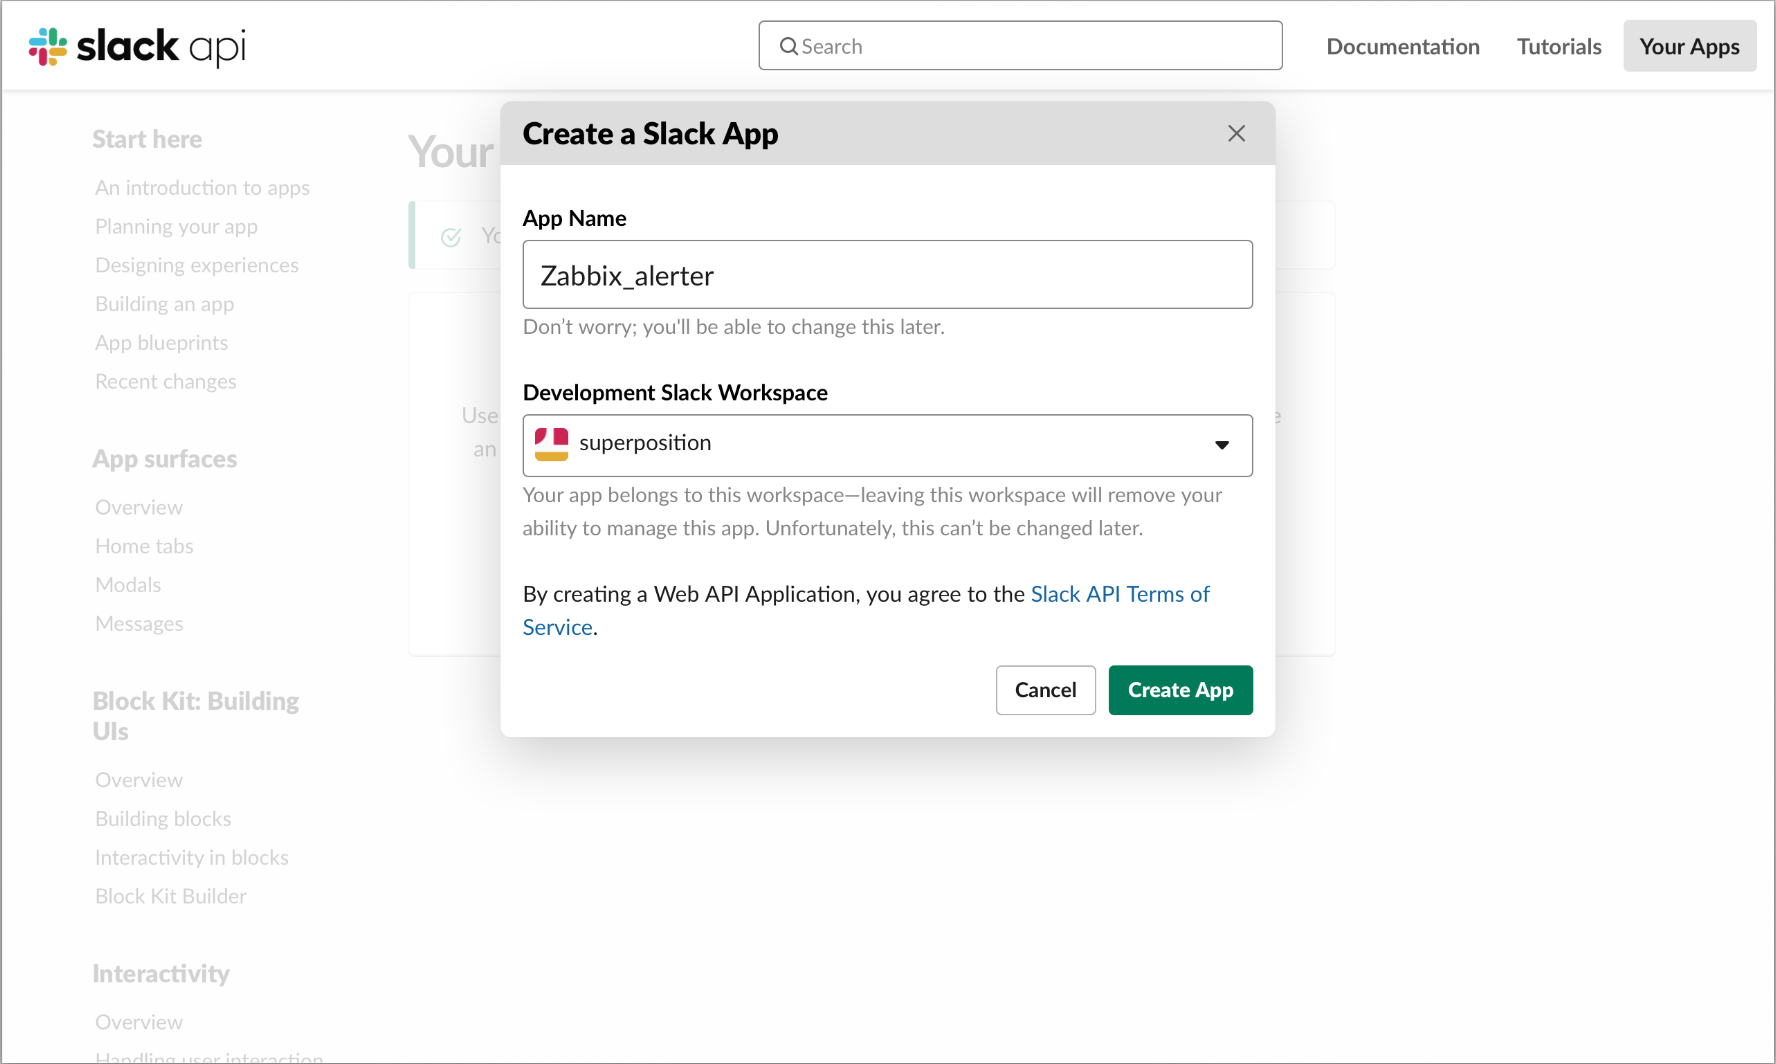 slack api
Search
Documentation
Tutorials
Your Apps
Start here
An introduction to apps
Planning your app
Designing experiences
Building an app
App blueprints
Recent changes
App surfaces
Overview
Home tabs
Modals
Messages
Block Kit: Building
UIs
Overview
Building blocks
Interactivity in blocks
Block Kit Builder
Interactivity
Overview
Handling user interaction
Your
Use
an
Create a Slack App
App Name
Zabbix_alerter
Don’t worry; you'll be able to change this later.
Development Slack Workspace
superposition
Your app belongs to this workspace—leaving this workspace will remove your
ability to manage this app. Unfortunately, this can’t be changed later.
By creating a Web API Application, you agree to the Slack API Terms of
Service.
Cancel
Create App